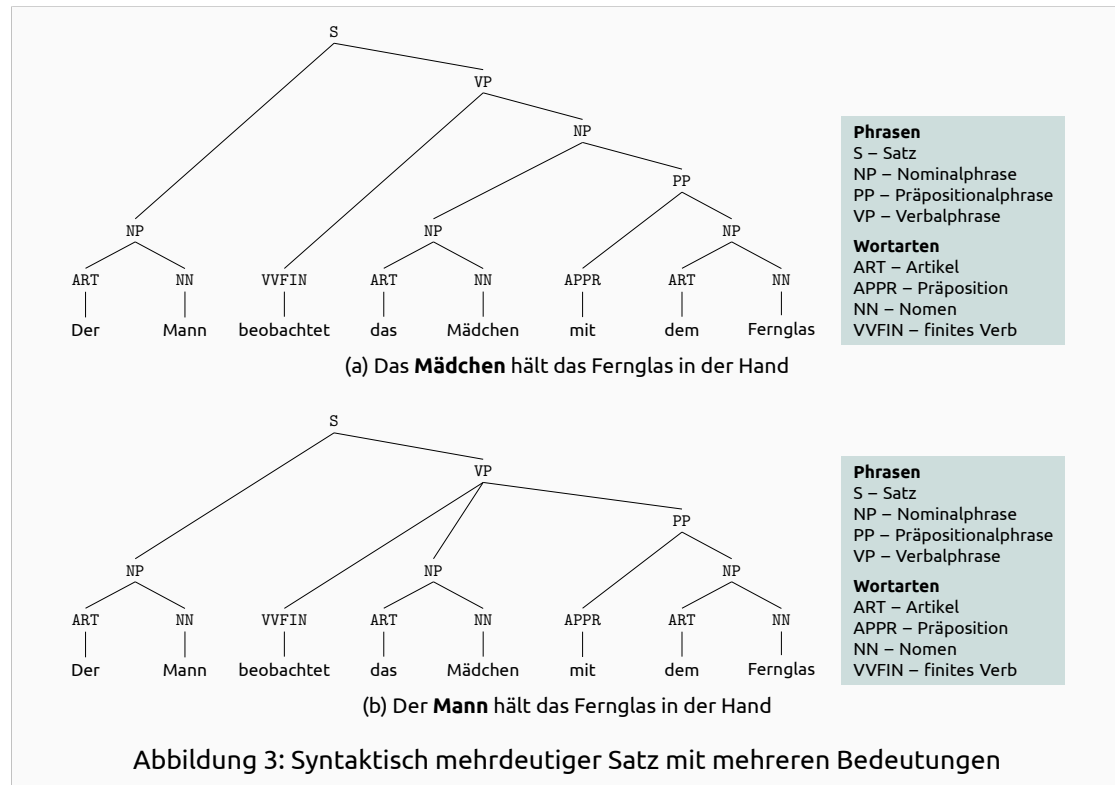 S
VP
NP
PP
NP NP NP
ART NN VVFIN ART NN APPR ART NN
Der Mann beobachtet das Mädchen mit dem Fernglas
(a) Das Mädchen hält das Fernglas in der Hand
Phrasen
S – Satz
NP – Nominalphrase
PP – Präpositionalphrase
VP – Verbalphrase
Wortarten
ART – Artikel
APPR – Präposition
NN – Nomen
VVFIN – finites Verb
S
VP
PP
NP NP NP
ART NN VVFIN ART NN APPR ART NN
Der Mann beobachtet das Mädchen mit dem Fernglas
(b) Der Mann hält das Fernglas in der Hand
Phrasen
S – Satz
NP – Nominalphrase
PP – Präpositionalphrase
VP – Verbalphrase
Wortarten
ART – Artikel
APPR – Präposition
NN – Nomen
VVFIN – finites Verb
Abbildung 3: Syntaktisch mehrdeutiger Satz mit mehreren Bedeutungen